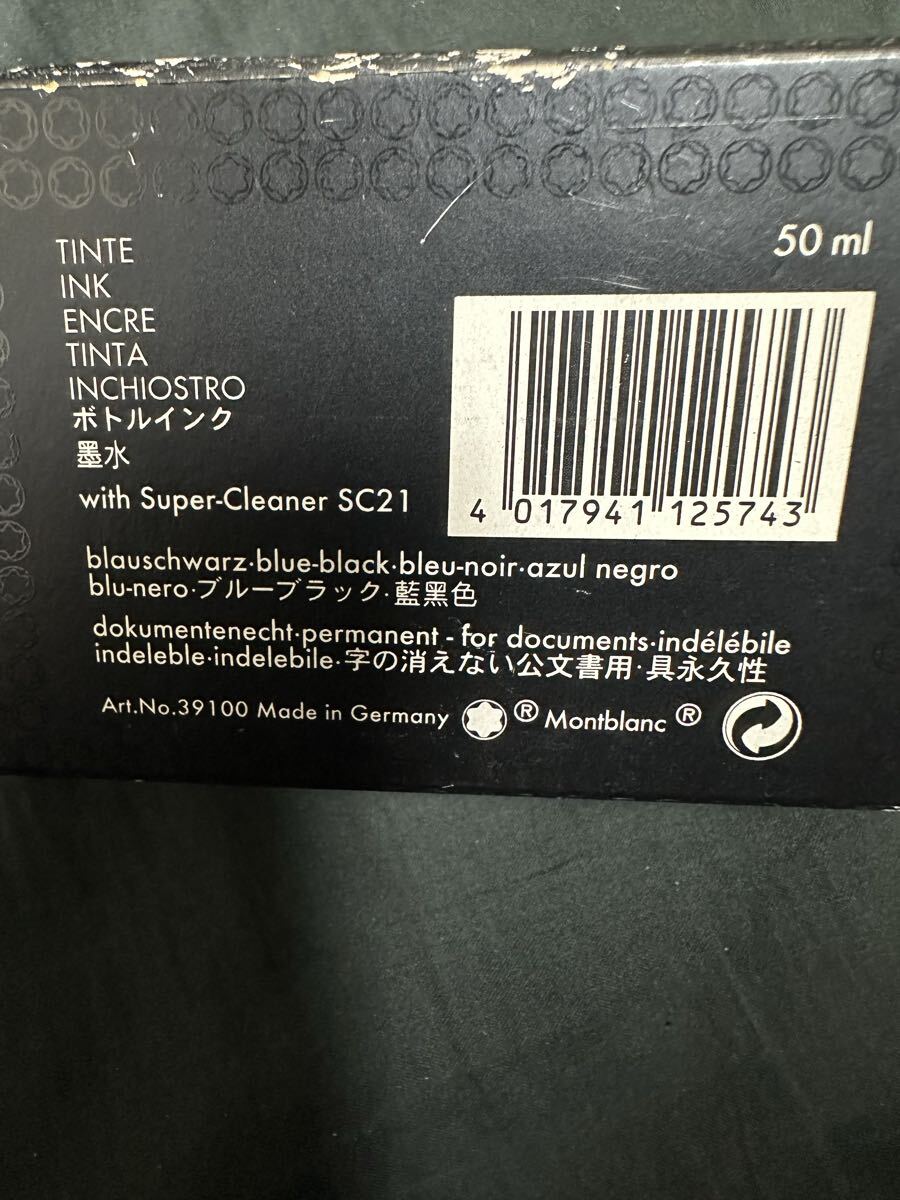 50 ml
TINTE
INK
ENCRE
TINTA
INCHIOSTRO
ボトルインク
墨水
with Super-Cleaner SC21
4 017941 125743
blauschwarz·blue-black·bleu-noir·azul negro
blu-nero·ブルーブラック·藍黑色
dokumentenecht·permanent - for documents·indélébile
indeleble·indelebile·字の消えない公文書用·具永久性
Art.No.39100 Made in Germany ® Montblanc ®